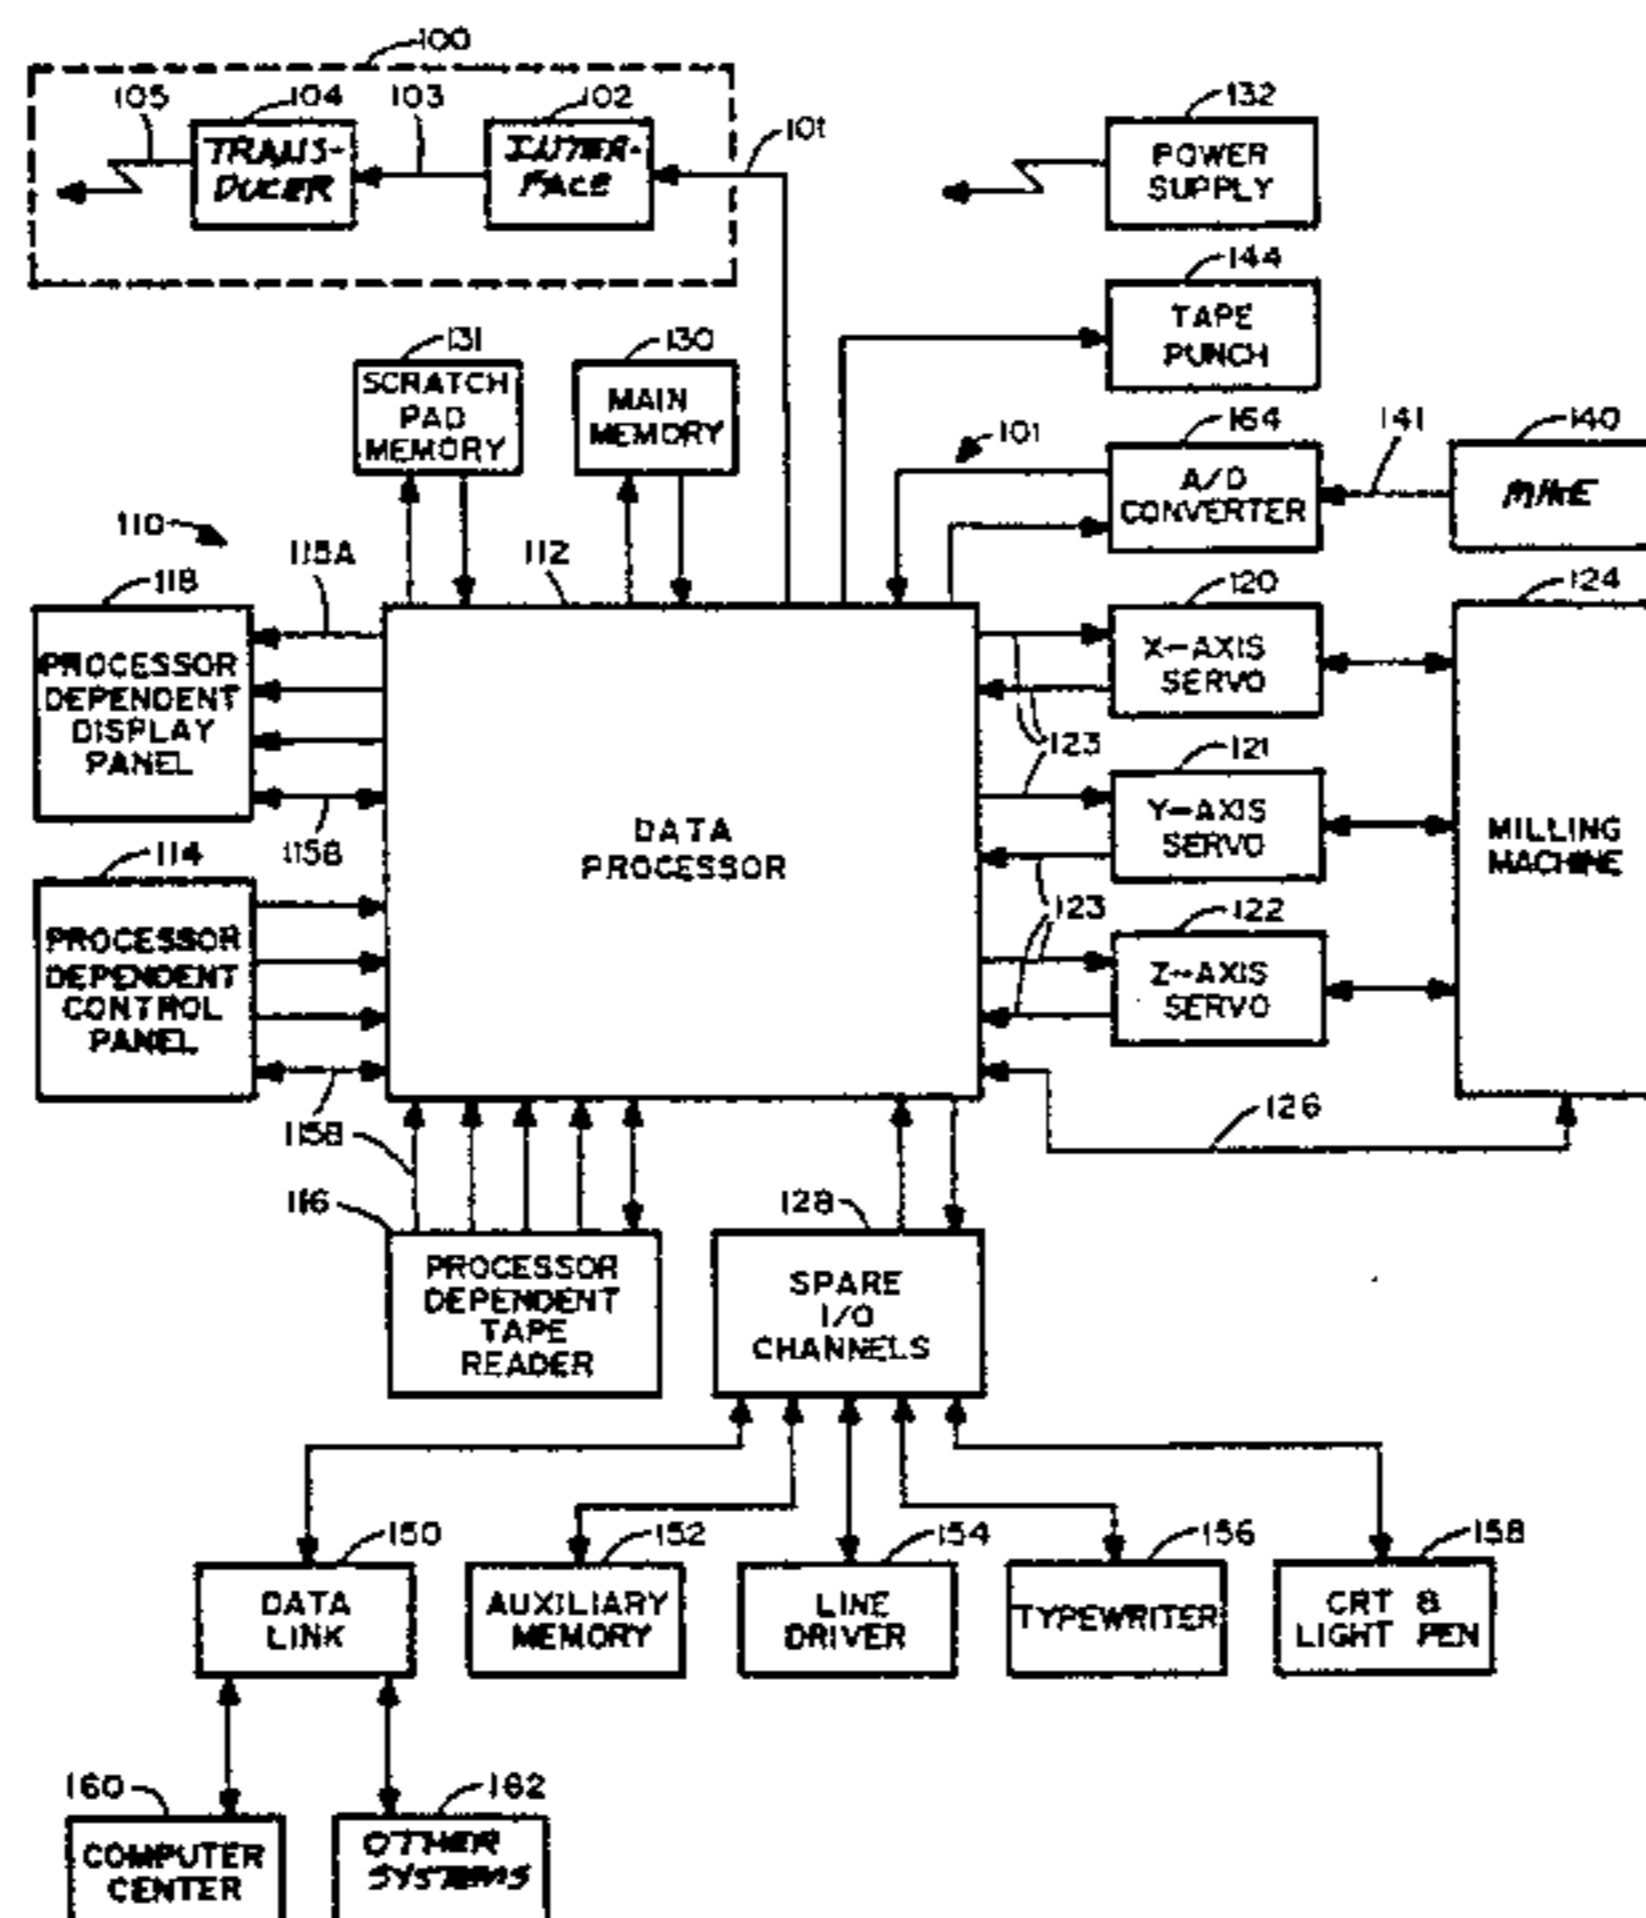 100
105
104
103
102
101
TRANS-
DUCER
INTER-
FACE
132
POWER
SUPPLY
144
TAPE
PUNCH
131
SCRATCH
PAD
MEMORY
130
MAIN
MEMORY
101
164
A/D
CONVERTER
141
140
110
115A
112
118
PROCESSOR
DEPENDENT
DISPLAY
PANEL
115B
120
X-AXIS
SERVO
124
123
121
Y-AXIS
SERVO
DATA
PROCESSOR
MILLING
MACHINE
114
PROCESSOR
DEPENDENT
CONTROL
PANEL
123
122
Z-AXIS
SERVO
115B
126
116
PROCESSOR
DEPENDENT
TAPE
READER
128
SPARE
I/O
CHANNELS
150
DATA
LINK
152
AUXILIARY
MEMORY
154
LINE
DRIVER
156
TYPEWRITER
158
CRT &
LIGHT PEN
160
COMPUTER
CENTER
162
OTHER
SYSTEMS